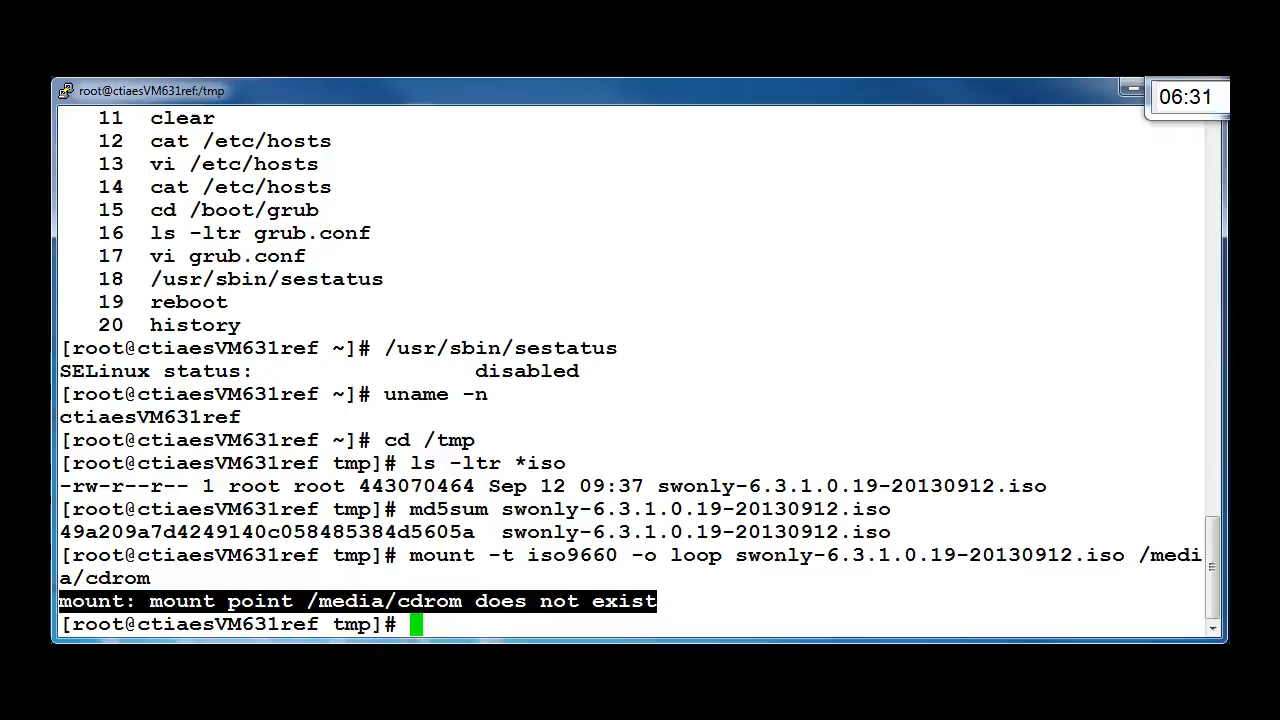 root@ctiaesVM631ref:/tmp
06:31
11 clear
12 cat /etc/hosts
13 vi /etc/hosts
14 cat /etc/hosts
15 cd /boot/grub
16 ls -ltr grub.conf
17 vi grub.conf
18 /usr/sbin/sestatus
19 reboot
20 history
[root@ctiaesVM631ref ~]# /usr/sbin/sestatus
SELinux status: disabled
[root@ctiaesVM631ref ~]# uname -n
ctiaesVM631ref
[root@ctiaesVM631ref ~]# cd /tmp
[root@ctiaesVM631ref tmp]# ls -ltr *iso
-rw-r--r-- 1 root root 443070464 Sep 12 09:37 swonly-6.3.1.0.19-20130912.iso
[root@ctiaesVM631ref tmp]# md5sum swonly-6.3.1.0.19-20130912.iso
49a209a7d4249140c058485384d5605a swonly-6.3.1.0.19-20130912.iso
[root@ctiaesVM631ref tmp]# mount -t iso9660 -o loop swonly-6.3.1.0.19-20130912.iso /medi
a/cdrom
mount: mount point /media/cdrom does not exist
[root@ctiaesVM631ref tmp]#